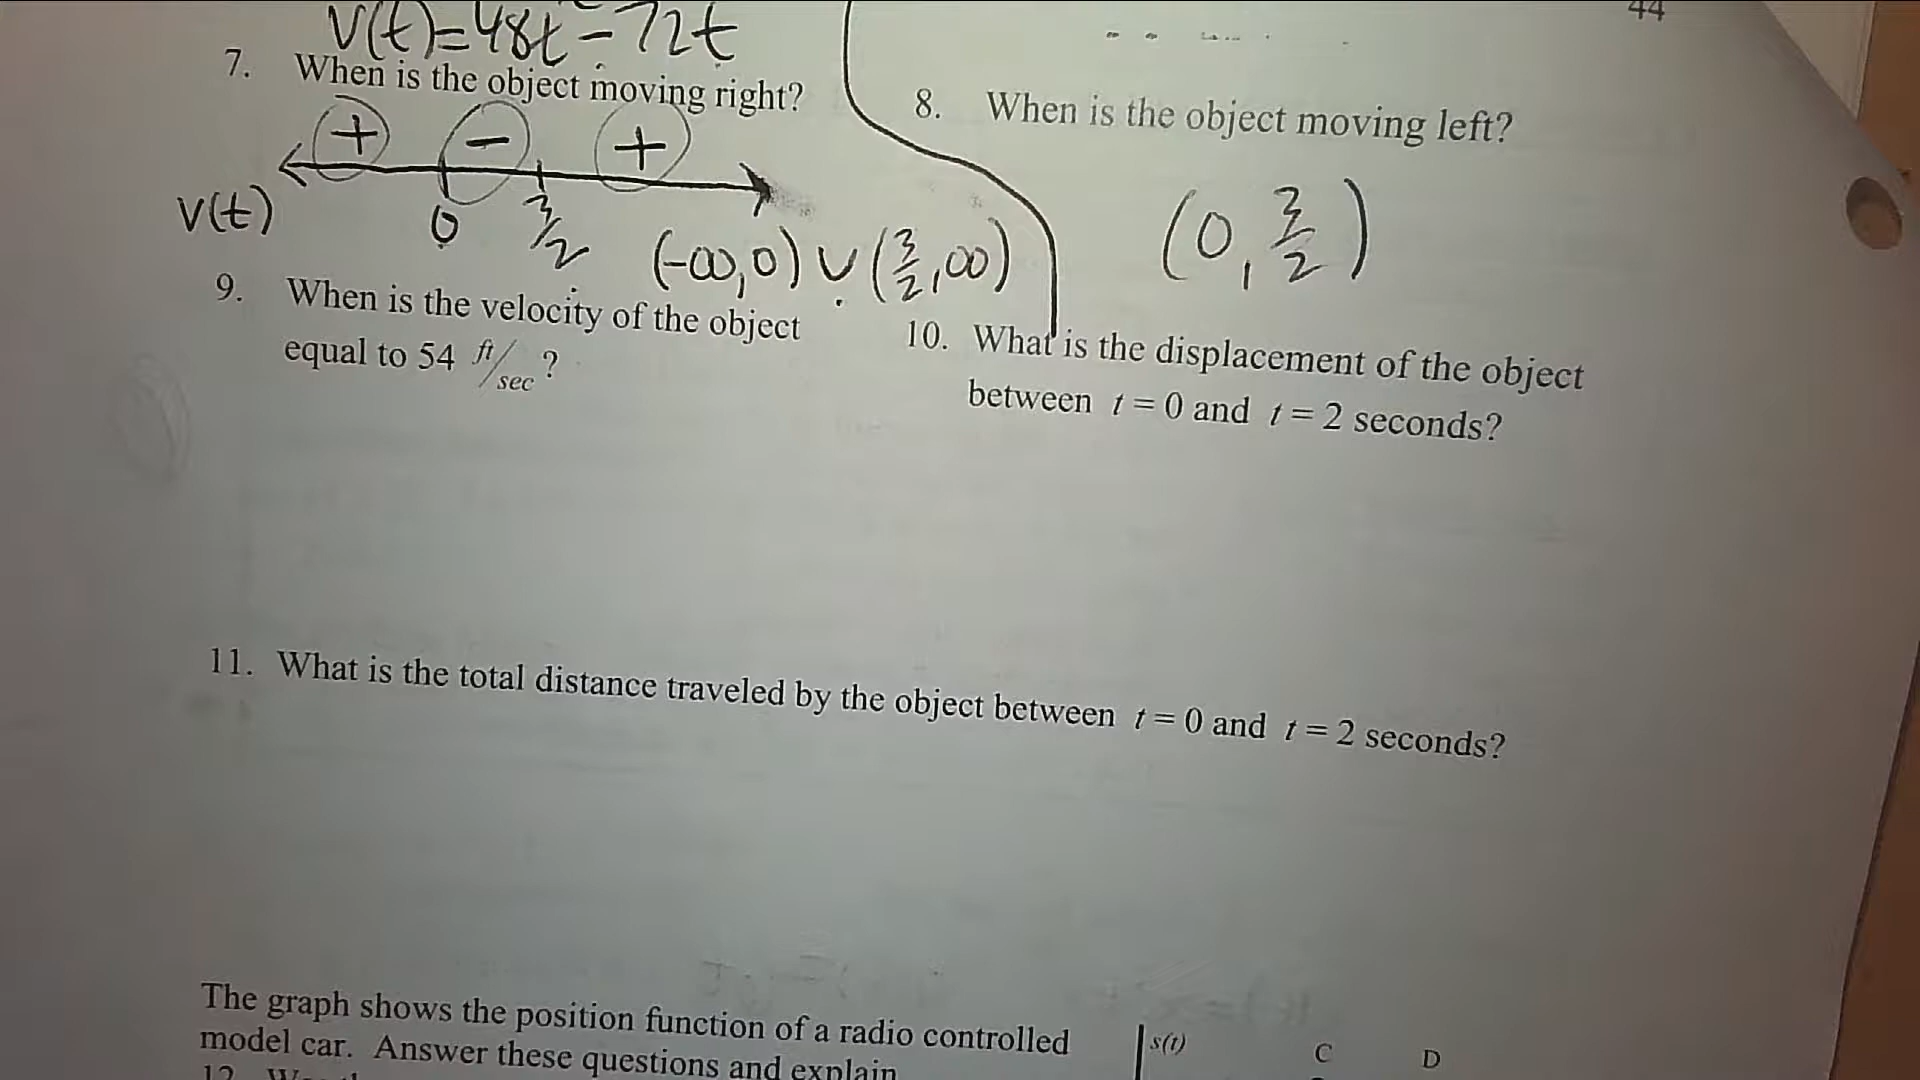 44
V(t)=48t²-72t
7. When is the object moving right?
+ - +
V(t) 0 3/2
(-∞,0) ∪ (3/2,∞)
8. When is the object moving left?
(0, 3/2)
9. When is the velocity of the object
equal to 54 ft/sec ?
10. What is the displacement of the object
between t = 0 and t = 2 seconds?
11. What is the total distance traveled by the object between t = 0 and t = 2 seconds?
The graph shows the position function of a radio controlled
model car. Answer these questions and explain
12.
s(t) C D